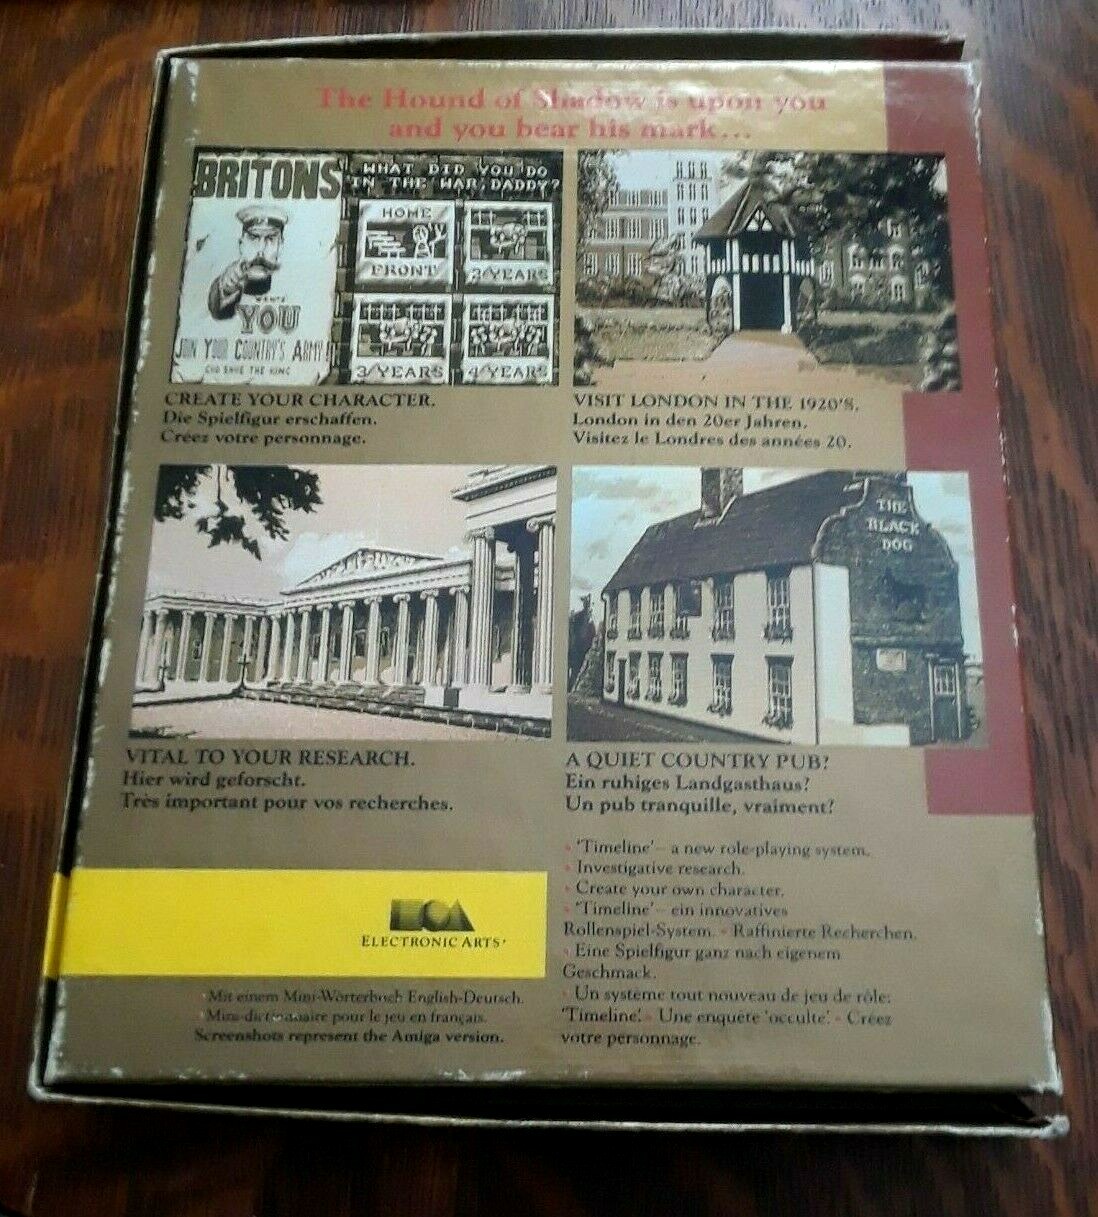 The Hound of Shadow is upon you
and you bear his mark...
BRITONS
WANTS
YOU
JOIN YOUR COUNTRY'S ARMY!
GOD SAVE THE KING
WHAT DID YOU DO
IN THE WAR, DADDY?
HOME
FRONT
2 YEARS
3 YEARS
4 YEARS
CREATE YOUR CHARACTER.
Die Spielfigur erschaffen.
Créez votre personnage.
VISIT LONDON IN THE 1920'S.
London in den 20er Jahren.
Visitez le Londres des années 20.
THE
BLACK
DOG
VITAL TO YOUR RESEARCH.
Hier wird geforscht.
Très important pour vos recherches.
A QUIET COUNTRY PUB?
Ein ruhiges Landgasthaus?
Un pub tranquille, vraiment?
ELECTRONIC ARTS
• Mit einem Mini-Wörterbuch English-Deutsch.
• Mini-dictionnaire pour le jeu en français.
Screenshots represent the Amiga version.
• 'Timeline' – a new role-playing system.
• Investigative research.
• Create your own character.
• 'Timeline' – ein innovatives
Rollenspiel-System. • Raffinierte Recherchen.
• Eine Spielfigur ganz nach eigenem
Geschmack.
• Un système tout nouveau de jeu de rôle:
'Timeline'. • Une enquête 'occulte'. • Créez
votre personnage.